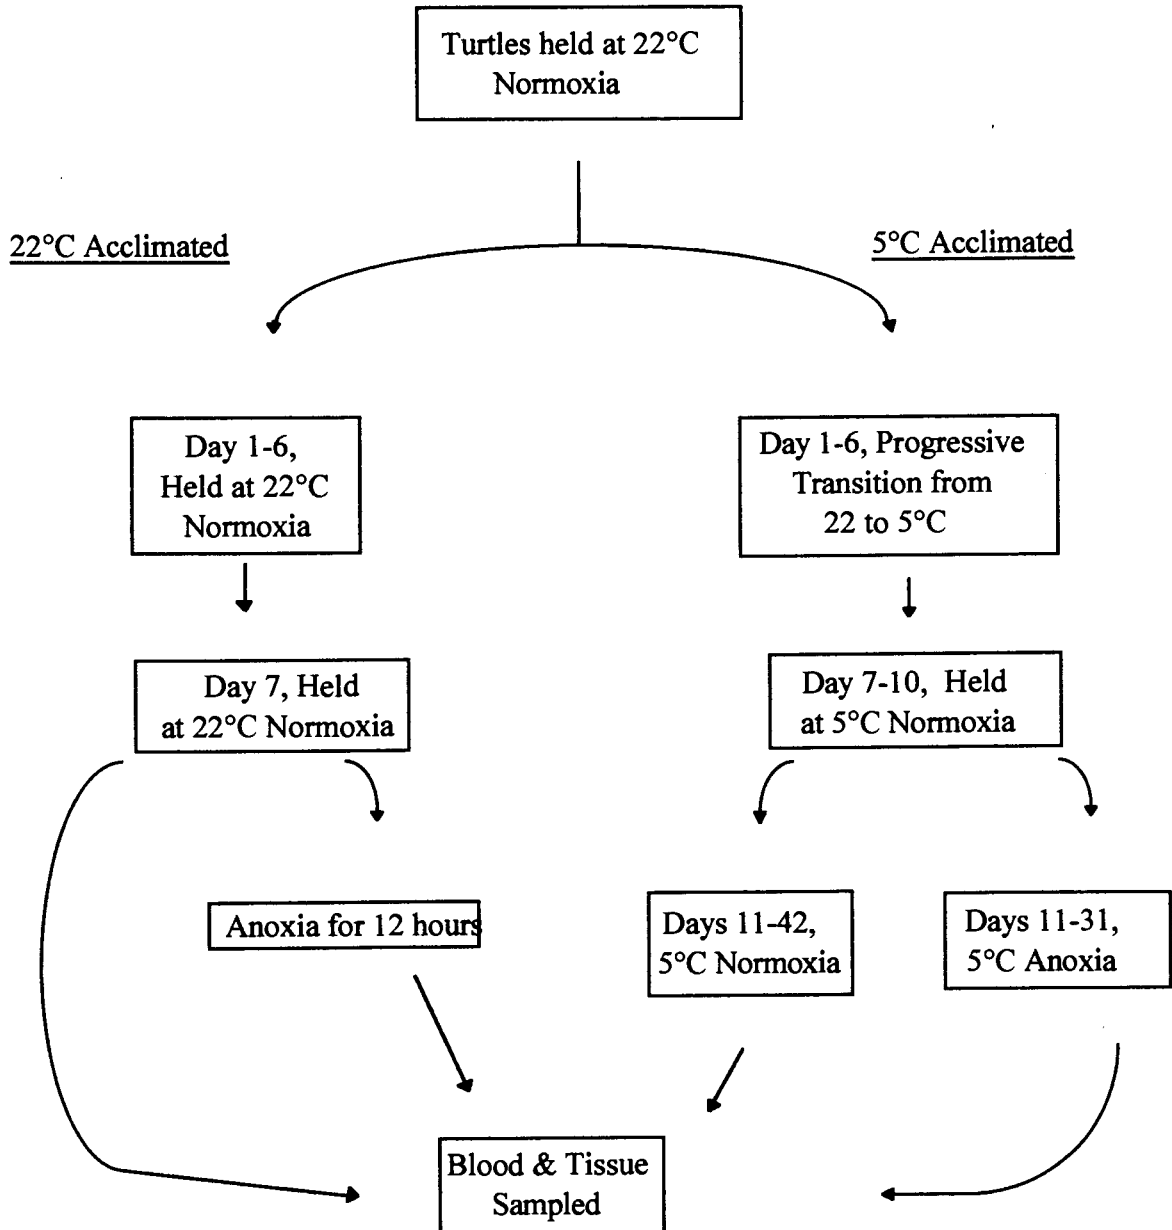 Turtles held at 22°C
Normoxia
22°C Acclimated
5°C Acclimated
Day 1-6,
Held at 22°C
Normoxia
Day 1-6, Progressive
Transition from
22 to 5°C
Day 7, Held
at 22°C Normoxia
Day 7-10, Held
at 5°C Normoxia
Anoxia for 12 hours
Days 11-42,
5°C Normoxia
Days 11-31,
5°C Anoxia
Blood & Tissue
Sampled